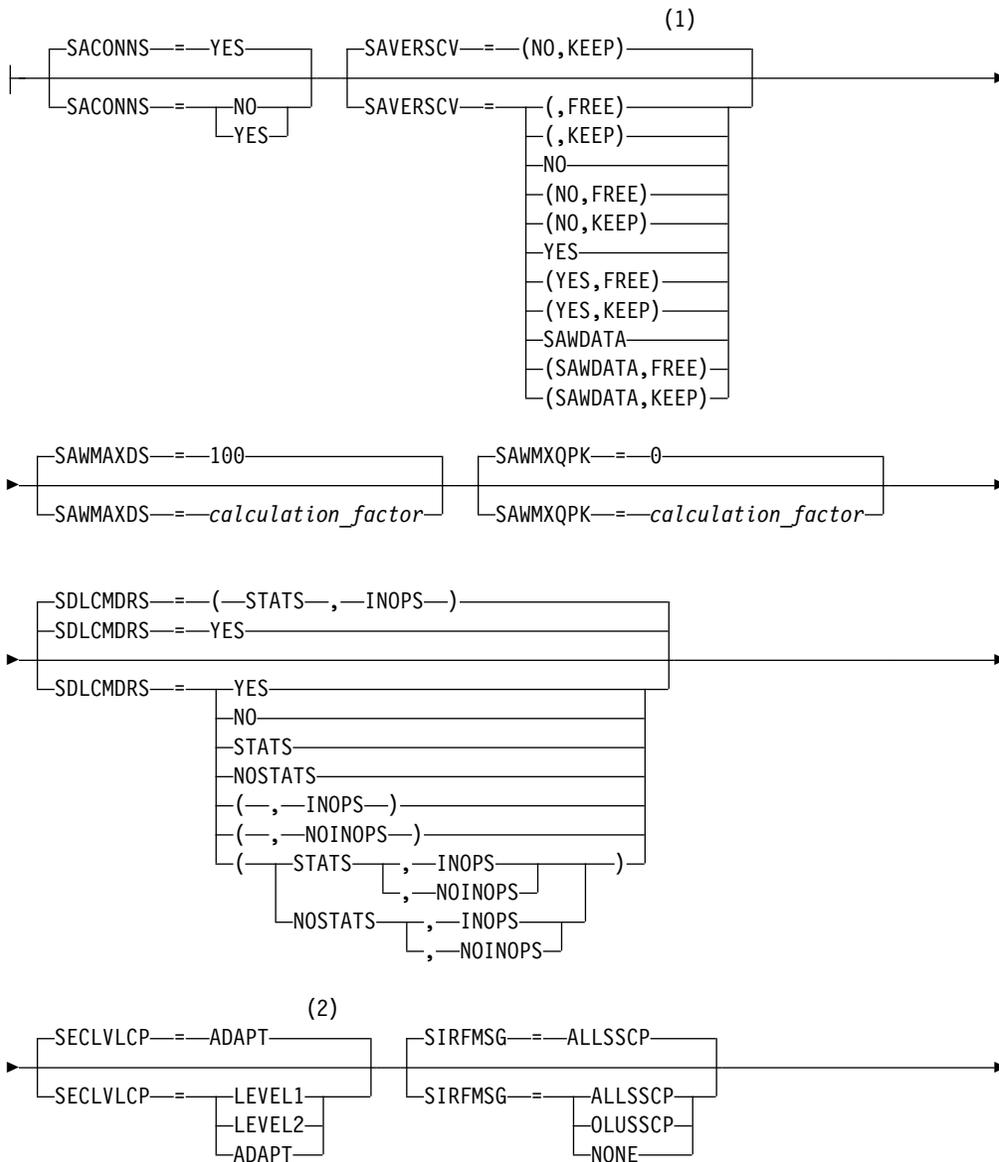 (1)
SACONNS = YES SAVERSCV = (NO,KEEP)
SACONNS = NO SAVERSCV = (,FREE)
YES (,KEEP)
NO
(NO,FREE)
(NO,KEEP)
YES
(YES,FREE)
(YES,KEEP)
SAWDATA
(SAWDATA,FREE)
(SAWDATA,KEEP)
SAWMAXDS = 100 SAWMXQPK = 0
SAWMAXDS = calculation_factor SAWMXQPK = calculation_factor
SDLCMDRS = ( STATS , INOPS )
SDLCMDRS = YES
SDLCMDRS = YES
NO
STATS
NOSTATS
( , INOPS )
( , NOINOPS )
( STATS , INOPS )
, NOINOPS
NOSTATS , INOPS
, NOINOPS
(2)
SECLVLCP = ADAPT SIRFMSG = ALLSSCP
SECLVLCP = LEVEL1 SIRFMSG = ALLSSCP
LEVEL2 OLUSSCP
ADAPT NONE